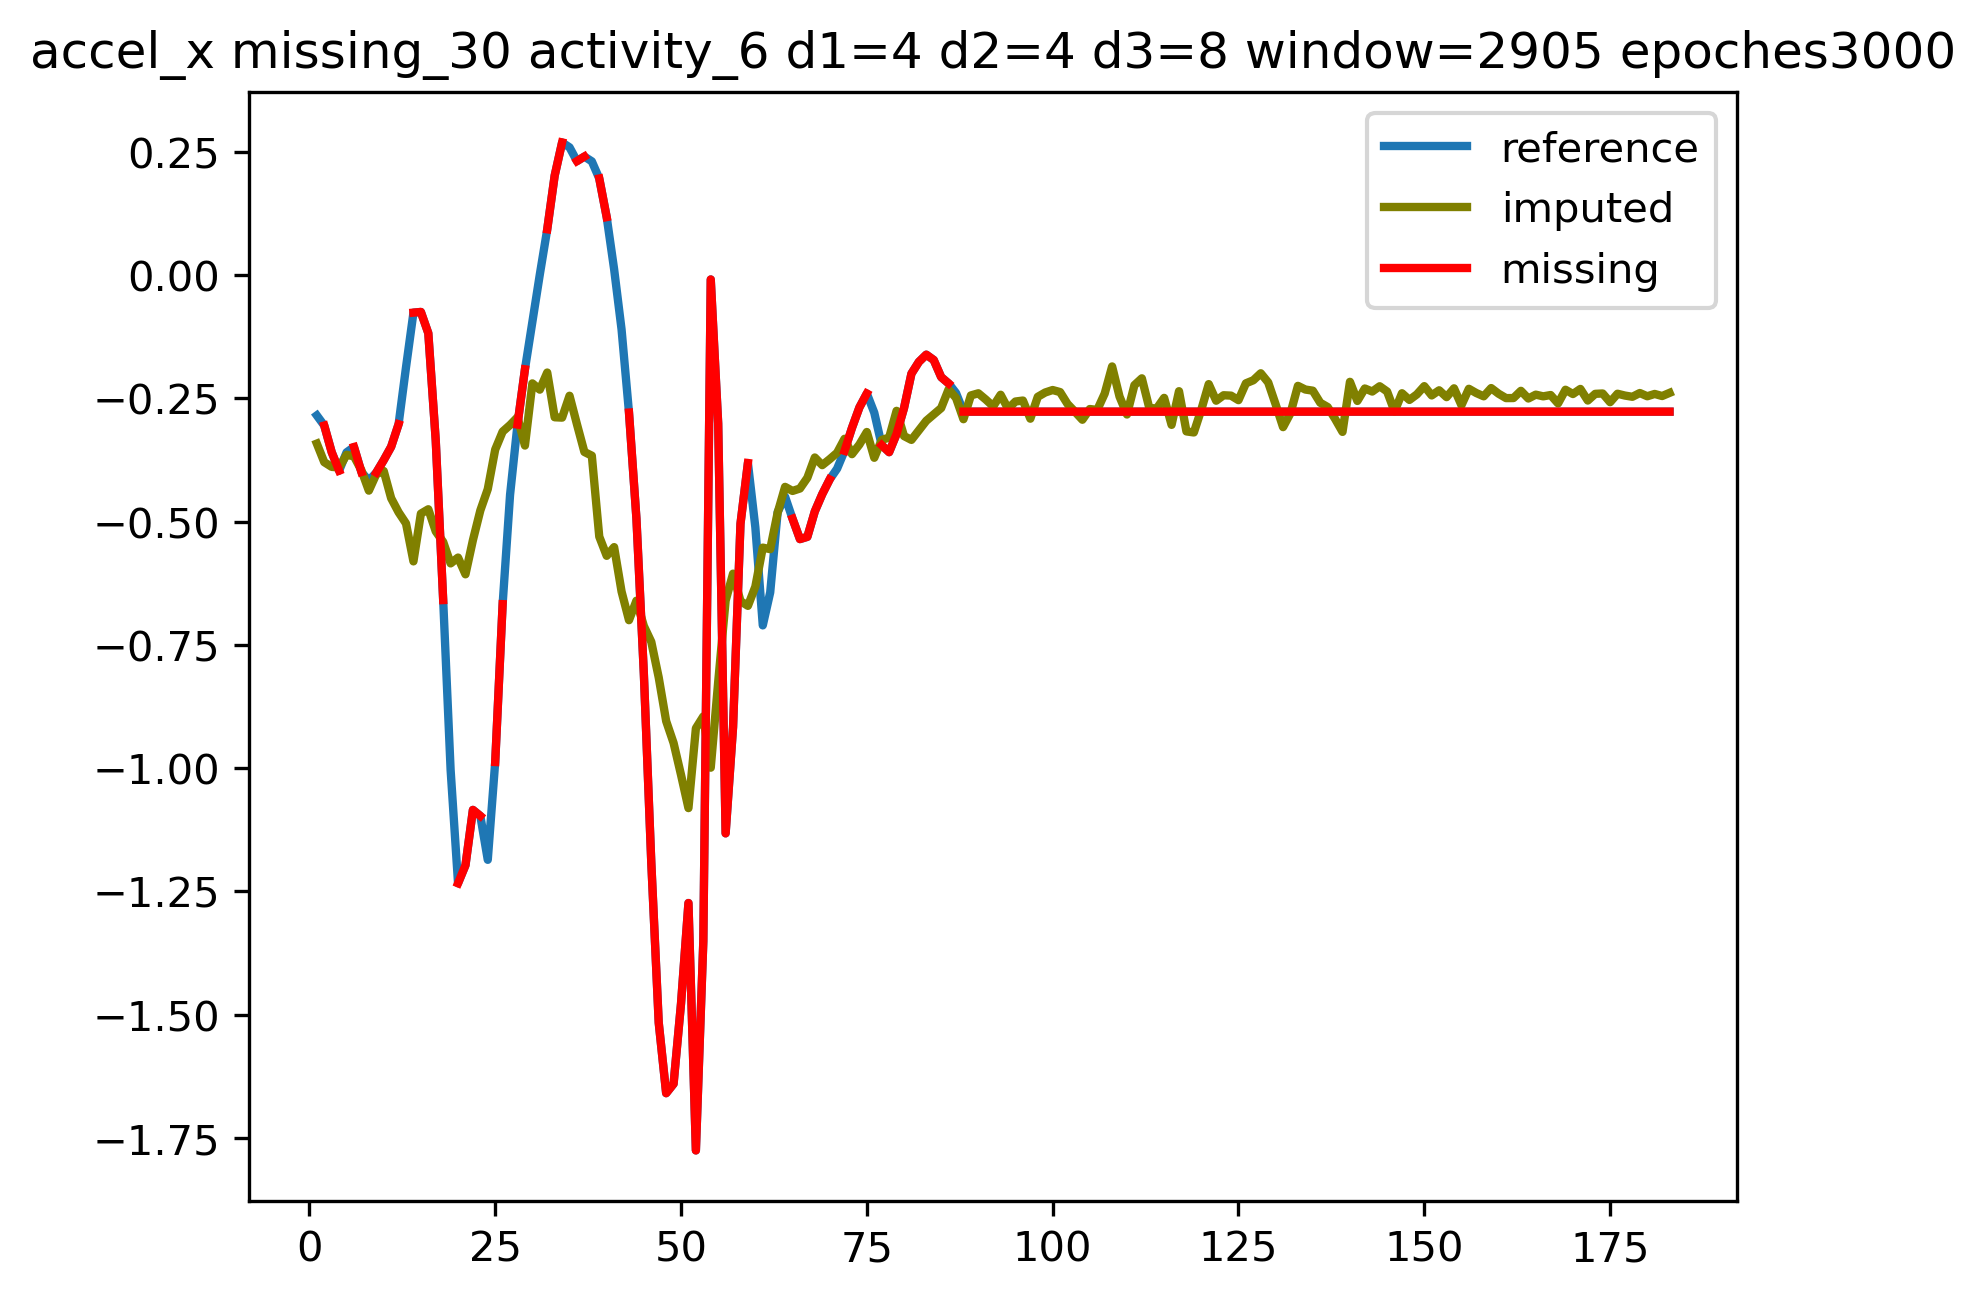 accel_x missing_30 activity_6 d1=4 d2=4 d3=8 window=2905 epoches3000
reference
imputed
missing
0.25
0.00
−0.25
−0.50
−0.75
−1.00
−1.25
−1.50
−1.75
0 25 50 75 100 125 150 175